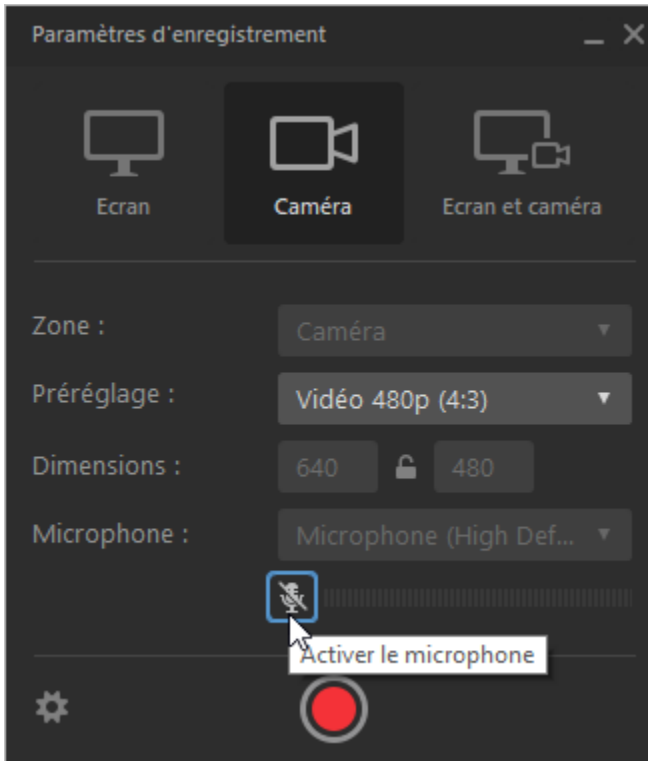 Paramètres d'enregistrement
Ecran
Caméra
Ecran et caméra
Zone :
Caméra
Préréglage :
Vidéo 480p (4:3)
Dimensions :
640
480
Microphone :
Microphone (High Def...
Activer le microphone